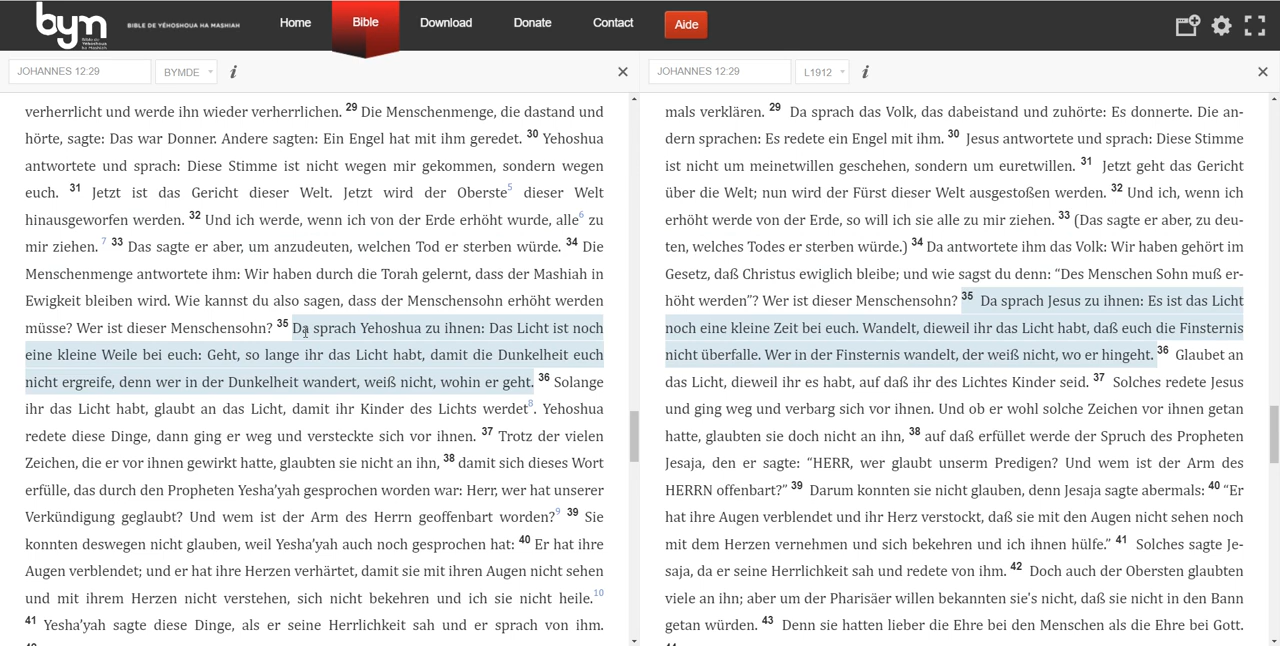 bym
Bible de
Yéhoshoua
ha Mashiah
BIBLE DE YÉHOSHOUA HA MASHIAH
Home
Bible
Download
Donate
Contact
Aide
JOHANNES 12:29
BYMDE
i
✕
verherrlicht und werde ihn wieder verherrlichen. 29 Die Menschenmenge, die dastand und
hörte, sagte: Das war Donner. Andere sagten: Ein Engel hat mit ihm geredet. 30 Yehoshua
antwortete und sprach: Diese Stimme ist nicht wegen mir gekommen, sondern wegen
euch. 31 Jetzt ist das Gericht dieser Welt. Jetzt wird der Oberste5 dieser Welt
hinausgeworfen werden. 32 Und ich werde, wenn ich von der Erde erhöht wurde, alle6 zu
mir ziehen. 7 33 Das sagte er aber, um anzudeuten, welchen Tod er sterben würde. 34 Die
Menschenmenge antwortete ihm: Wir haben durch die Torah gelernt, dass der Mashiah in
Ewigkeit bleiben wird. Wie kannst du also sagen, dass der Menschensohn erhöht werden
müsse? Wer ist dieser Menschensohn? 35 Da sprach Yehoshua zu ihnen: Das Licht ist noch
eine kleine Weile bei euch: Geht, so lange ihr das Licht habt, damit die Dunkelheit euch
nicht ergreife, denn wer in der Dunkelheit wandert, weiß nicht, wohin er geht. 36 Solange
ihr das Licht habt, glaubt an das Licht, damit ihr Kinder des Lichts werdet8. Yehoshua
redete diese Dinge, dann ging er weg und versteckte sich vor ihnen. 37 Trotz der vielen
Zeichen, die er vor ihnen gewirkt hatte, glaubten sie nicht an ihn, 38 damit sich dieses Wort
erfülle, das durch den Propheten Yesha'yah gesprochen worden war: Herr, wer hat unserer
Verkündigung geglaubt? Und wem ist der Arm des Herrn geoffenbart worden?9 39 Sie
konnten deswegen nicht glauben, weil Yesha'yah auch noch gesprochen hat: 40 Er hat ihre
Augen verblendet; und er hat ihre Herzen verhärtet, damit sie mit ihren Augen nicht sehen
und mit ihrem Herzen nicht verstehen, sich nicht bekehren und ich sie nicht heile.10
41 Yesha'yah sagte diese Dinge, als er seine Herrlichkeit sah und er sprach von ihm.
JOHANNES 12:29
L1912
i
✕
mals verklären. 29 Da sprach das Volk, das dabeistand und zuhörte: Es donnerte. Die an-
dern sprachen: Es redete ein Engel mit ihm. 30 Jesus antwortete und sprach: Diese Stimme
ist nicht um meinetwillen geschehen, sondern um euretwillen. 31 Jetzt geht das Gericht
über die Welt; nun wird der Fürst dieser Welt ausgestoßen werden. 32 Und ich, wenn ich
erhöht werde von der Erde, so will ich sie alle zu mir ziehen. 33 (Das sagte er aber, zu deu-
ten, welches Todes er sterben würde.) 34 Da antwortete ihm das Volk: Wir haben gehört im
Gesetz, daß Christus ewiglich bleibe; und wie sagst du denn: “Des Menschen Sohn muß er-
höht werden”? Wer ist dieser Menschensohn? 35 Da sprach Jesus zu ihnen: Es ist das Licht
noch eine kleine Zeit bei euch. Wandelt, dieweil ihr das Licht habt, daß euch die Finsternis
nicht überfalle. Wer in der Finsternis wandelt, der weiß nicht, wo er hingeht. 36 Glaubet an
das Licht, dieweil ihr es habt, auf daß ihr des Lichtes Kinder seid. 37 Solches redete Jesus
und ging weg und verbarg sich vor ihnen. Und ob er wohl solche Zeichen vor ihnen getan
hatte, glaubten sie doch nicht an ihn, 38 auf daß erfüllet werde der Spruch des Propheten
Jesaja, den er sagte: “HERR, wer glaubt unserm Predigen? Und wem ist der Arm des
HERRN offenbart?” 39 Darum konnten sie nicht glauben, denn Jesaja sagte abermals: 40 “Er
hat ihre Augen verblendet und ihr Herz verstockt, daß sie mit den Augen nicht sehen noch
mit dem Herzen vernehmen und sich bekehren und ich ihnen hülfe.” 41 Solches sagte Je-
saja, da er seine Herrlichkeit sah und redete von ihm. 42 Doch auch der Obersten glaubten
viele an ihn; aber um der Pharisäer willen bekannten sie's nicht, daß sie nicht in den Bann
getan würden. 43 Denn sie hatten lieber die Ehre bei den Menschen als die Ehre bei Gott.